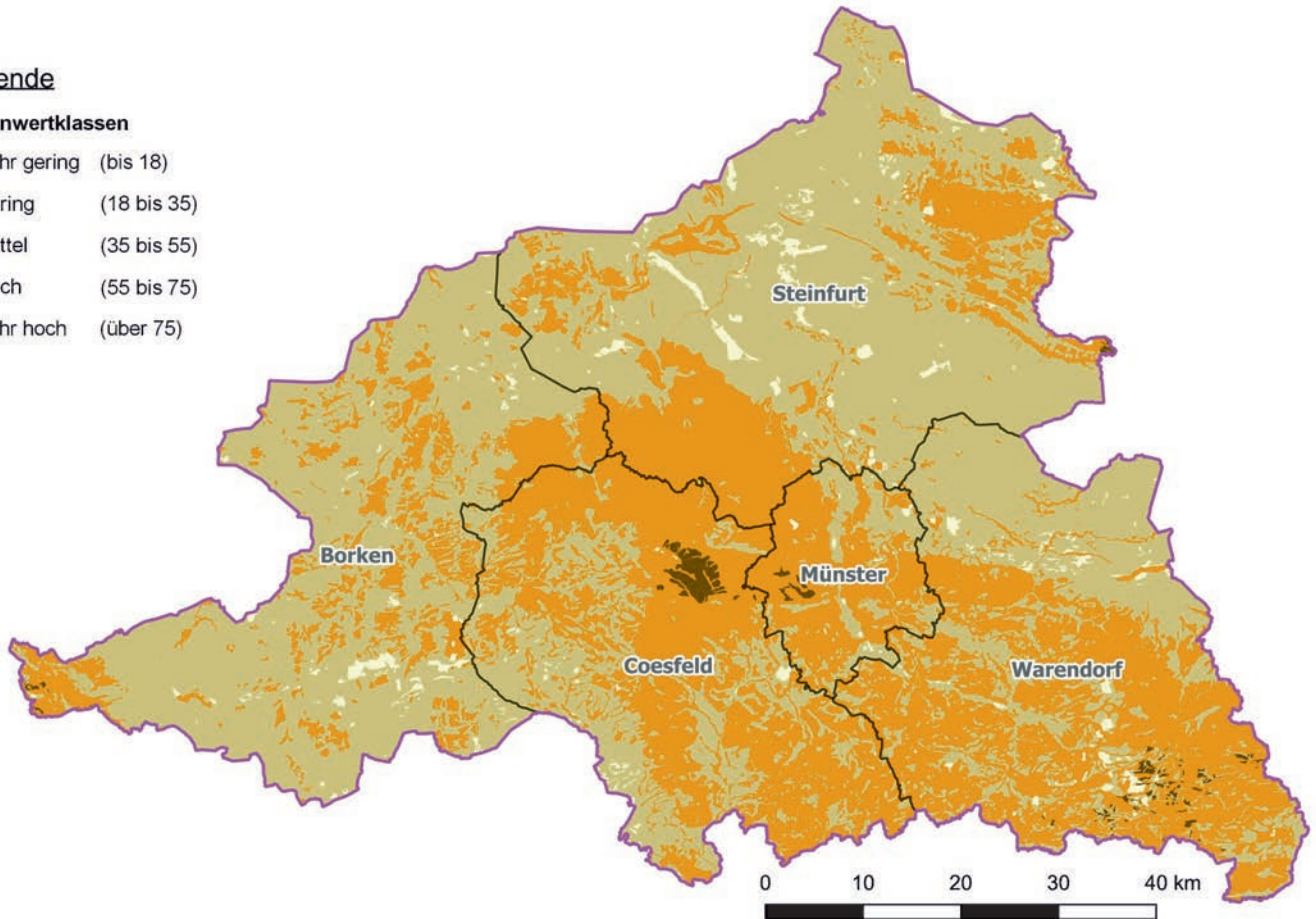 ende
nwertklassen
hr gering (bis 18)
ring (18 bis 35)
ttel (35 bis 55)
ch (55 bis 75)
hr hoch (über 75)
Steinfurt
Borken
Münster
Coesfeld
Warendorf
0 10 20 30 40 km